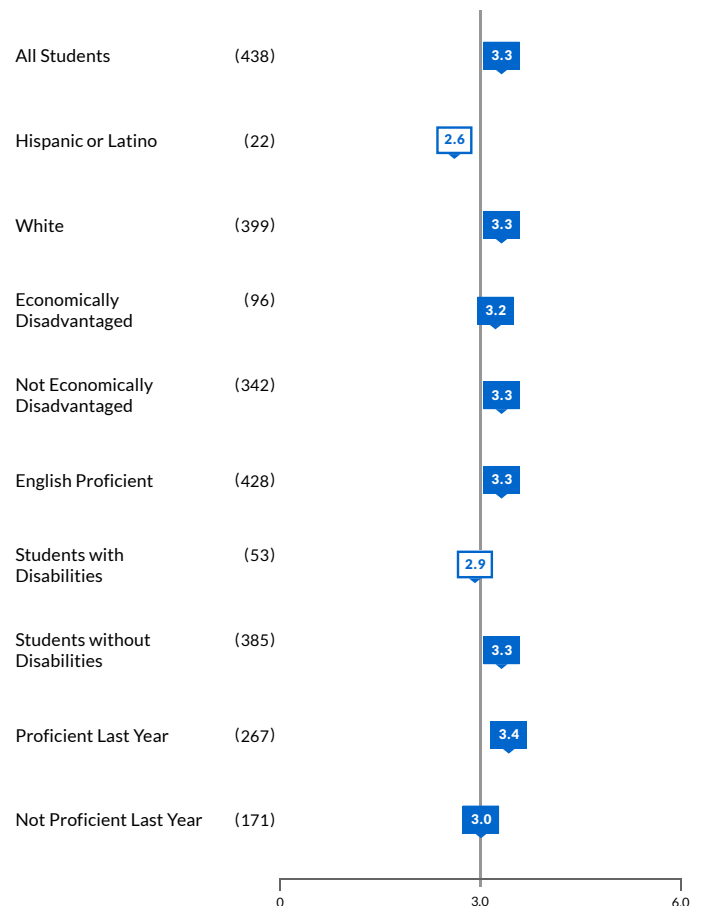 All Students (438) 3.3
Hispanic or Latino (22) 2.6
White (399) 3.3
Economically (96)
Disadvantaged
3.2
Not Economically (342)
Disadvantaged
3.3
English Proficient (428) 3.3
Students with (53)
Disabilities
2.9
Students without (385)
Disabilities
3.3
Proficient Last Year (267) 3.4
Not Proficient Last Year (171) 3.0
0 3.0 6.0